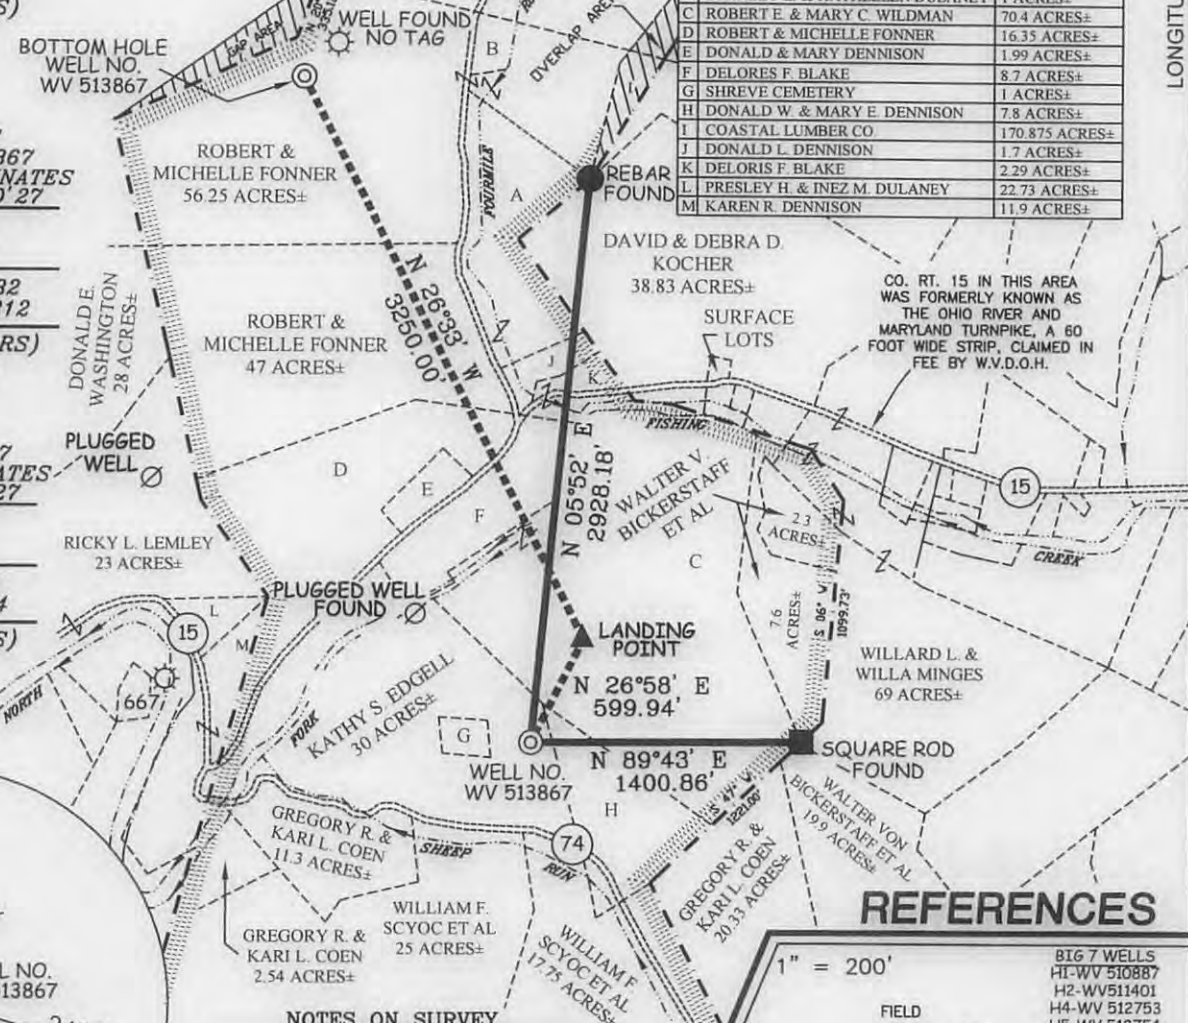 WELL FOUND
NO TAG
BOTTOM HOLE
WELL NO.
WV 513867
GAP AREA
OVERLAP AREA
B
C ROBERT E. & MARY C. WILDMAN 70.4 ACRES±
D ROBERT & MICHELLE FONNER 16.35 ACRES±
E DONALD & MARY DENNISON 1.99 ACRES±
F DELORES F. BLAKE 8.7 ACRES±
G SHREVE CEMETERY 1 ACRES±
H DONALD W. & MARY E. DENNISON 7.8 ACRES±
I COASTAL LUMBER CO. 170.875 ACRES±
J DONALD L. DENNISON 1.7 ACRES±
K DELORIS F. BLAKE 2.29 ACRES±
L PRESLEY H. & INEZ M. DULANEY 22.73 ACRES±
M KAREN R. DENNISON 11.9 ACRES±
LONGITU
ROBERT &
MICHELLE FONNER
56.25 ACRES±
FOURMILE
A
REBAR
FOUND
DAVID & DEBRA D.
KOCHER
38.83 ACRES±
SURFACE
LOTS
CO. RT. 15 IN THIS AREA
WAS FORMERLY KNOWN AS
THE OHIO RIVER AND
MARYLAND TURNPIKE, A 60
FOOT WIDE STRIP, CLAIMED IN
FEE BY W.V.D.O.H.
DONALD E.
WASHINGTON
28 ACRES±
ROBERT &
MICHELLE FONNER
47 ACRES±
N 26°33' W
3250.00'
J
K
FISHING
PLUGGED
WELL
D
E
F
N 05°52' E
2928.18'
WALTER V
BICKERSTAFF
ET AL
2.3
ACRES±
15
CREEK
C
7.6
ACRES±
S 06° W
1099.73'
RICKY L. LEMLEY
23 ACRES±
PLUGGED WELL
FOUND
L
15
M
LANDING
POINT
WILLARD L. &
WILLA MINGES
69 ACRES±
667
NORTH
FORK
KATHY S. EDGELL
30 ACRES±
N 26°58' E
599.94'
G
WELL NO.
WV 513867
N 89°43' E
1400.86'
SQUARE ROD
FOUND
H
S 47° W
1221.00'
WALTER VON
BICKERSTAFF ET AL
19.9 ACRES±
GREGORY R. &
KARI L. COEN
11.3 ACRES±
SHEEP
RUN
74
GREGORY R. &
KARI L. COEN
20.33 ACRES±
GREGORY R. &
KARI L. COEN
2.54 ACRES±
WILLIAM F.
SCYOC ET AL
25 ACRES±
WILLIAM F
SCYOC ET AL
17.75 ACRES±
REFERENCES
1" = 200'
FIELD
BIG 7 WELLS
H1-WV 510887
H2-WV511401
H4-WV 512753
L NO.
13867
NOTES ON SURVEY